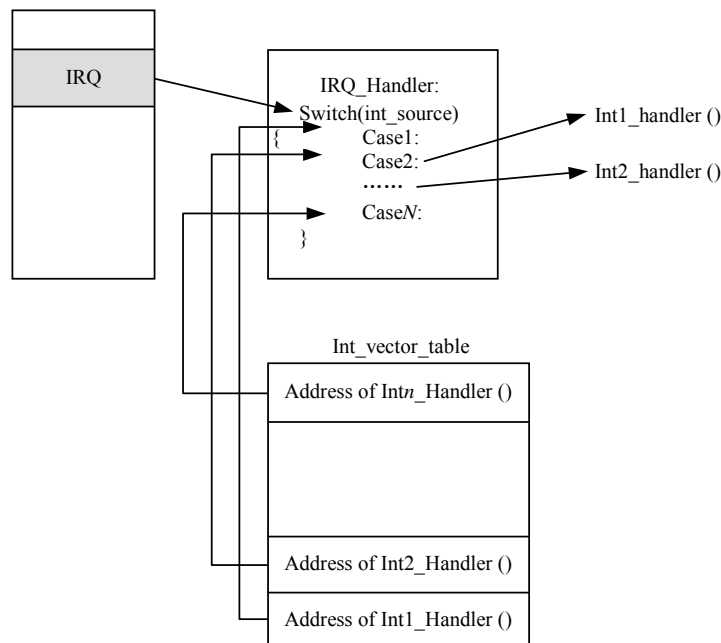 IRQ
IRQ_Handler:
Switch(int_source)
{
Case1:
Case2:
……
CaseN:
}
Int1_handler ()
Int2_handler ()
Int_vector_table
Address of Intn_Handler ()
Address of Int2_Handler ()
Address of Int1_Handler ()